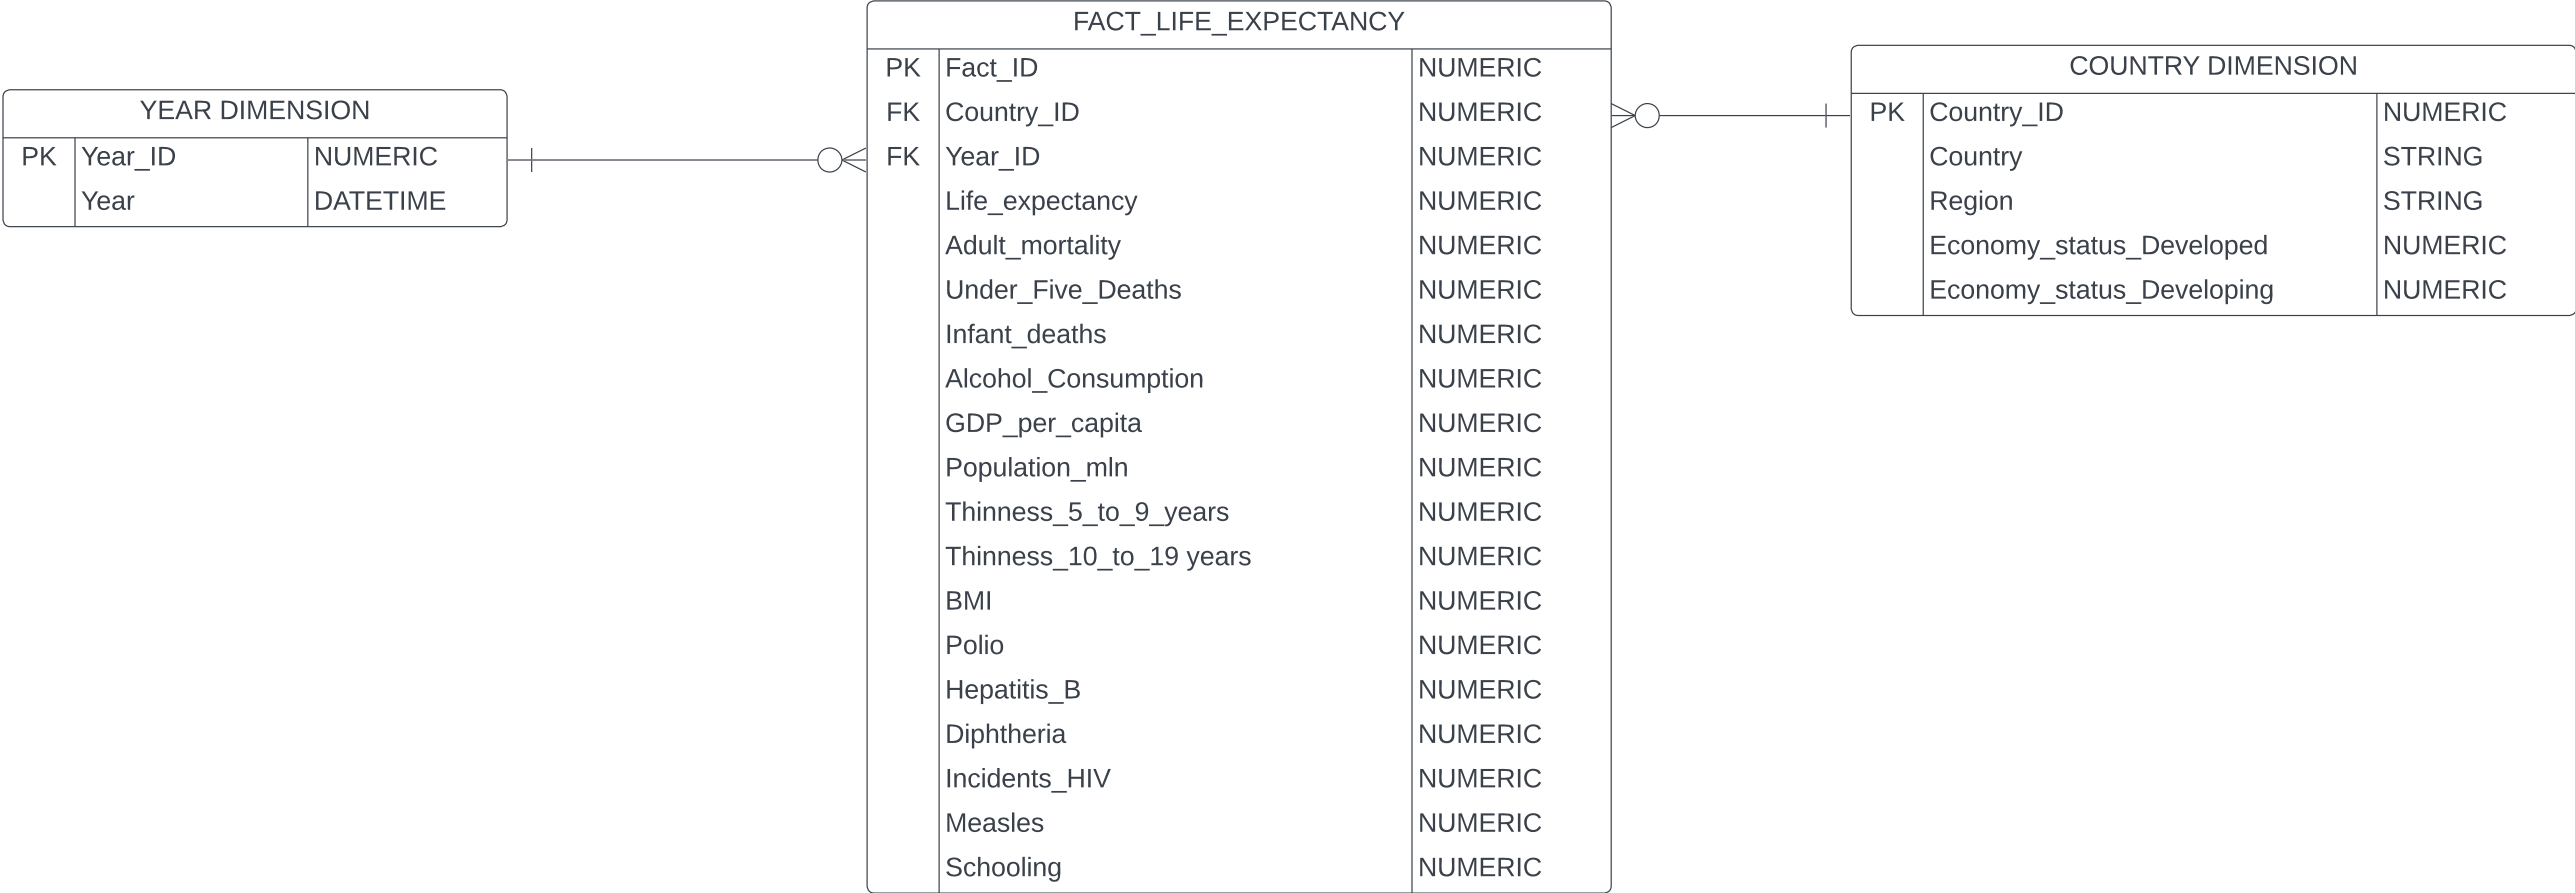 YEAR DIMENSION
PK Year_ID NUMERIC
Year DATETIME
FACT_LIFE_EXPECTANCY
PK Fact_ID NUMERIC
FK Country_ID NUMERIC
FK Year_ID NUMERIC
Life_expectancy NUMERIC
Adult_mortality NUMERIC
Under_Five_Deaths NUMERIC
Infant_deaths NUMERIC
Alcohol_Consumption NUMERIC
GDP_per_capita NUMERIC
Population_mln NUMERIC
Thinness_5_to_9_years NUMERIC
Thinness_10_to_19 years NUMERIC
BMI NUMERIC
Polio NUMERIC
Hepatitis_B NUMERIC
Diphtheria NUMERIC
Incidents_HIV NUMERIC
Measles NUMERIC
Schooling NUMERIC
COUNTRY DIMENSION
PK Country_ID NUMERIC
Country STRING
Region STRING
Economy_status_Developed NUMERIC
Economy_status_Developing NUMERIC